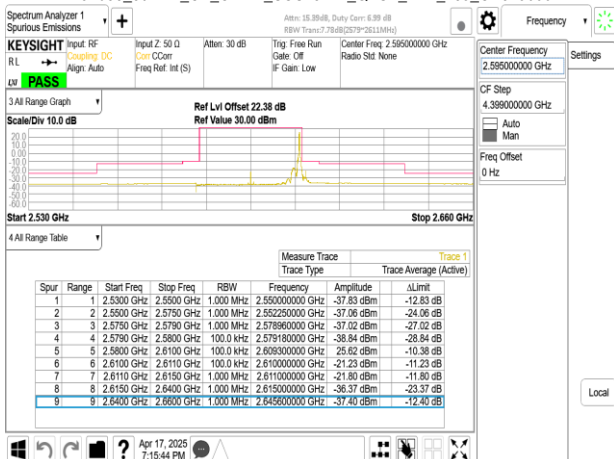 Spectrum Analyzer 1
Spurious Emissions
+
Attn: 15.39dB, Duty Corr: 6.99 dB
RBW Trans:7.78dB(2579~2611MHz)
Frequency
KEYSIGHT Input: RF Input Z: 50 Ω Atten: 30 dB Trig: Free Run Center Freq: 2.595000000 GHz
RL Coupling: DC Corr CCorr Gate: Off Radio Std: None
Align: Auto Freq Ref: Int (S) IF Gain: Low
PASS
Center Frequency
2.595000000 GHz
Settings
CF Step
4.399000000 GHz
Auto
Man
Freq Offset
0 Hz
3 All Range Graph Ref Lvl Offset 22.38 dB
Scale/Div 10.0 dB Ref Value 30.00 dBm
20.0
10.0
0.00
-10.0
-20.0
-30.0
-40.0
-50.0
-60.0
Start 2.530 GHz Stop 2.660 GHz
4 All Range Table
Measure Trace Trace 1
Trace Type Trace Average (Active)
Spur Range Start Freq Stop Freq RBW Frequency Amplitude ΔLimit
1 1 2.5300 GHz 2.5500 GHz 1.000 MHz 2.550000000 GHz -37.83 dBm -12.83 dB
2 2 2.5500 GHz 2.5750 GHz 1.000 MHz 2.552250000 GHz -37.06 dBm -24.06 dB
3 3 2.5750 GHz 2.5790 GHz 1.000 MHz 2.578960000 GHz -37.02 dBm -27.02 dB
4 4 2.5790 GHz 2.5800 GHz 100.0 kHz 2.579180000 GHz -38.84 dBm -28.84 dB
5 5 2.5800 GHz 2.6100 GHz 100.0 kHz 2.609300000 GHz 25.62 dBm -10.38 dB
6 6 2.6100 GHz 2.6110 GHz 100.0 kHz 2.610000000 GHz -21.23 dBm -11.23 dB
7 7 2.6110 GHz 2.6150 GHz 1.000 MHz 2.611000000 GHz -21.80 dBm -11.80 dB
8 8 2.6150 GHz 2.6400 GHz 1.000 MHz 2.615000000 GHz -36.37 dBm -23.37 dB
9 9 2.6400 GHz 2.6600 GHz 1.000 MHz 2.645600000 GHz -37.40 dBm -12.40 dB
Local
? Apr 17, 2025
7:15:44 PM